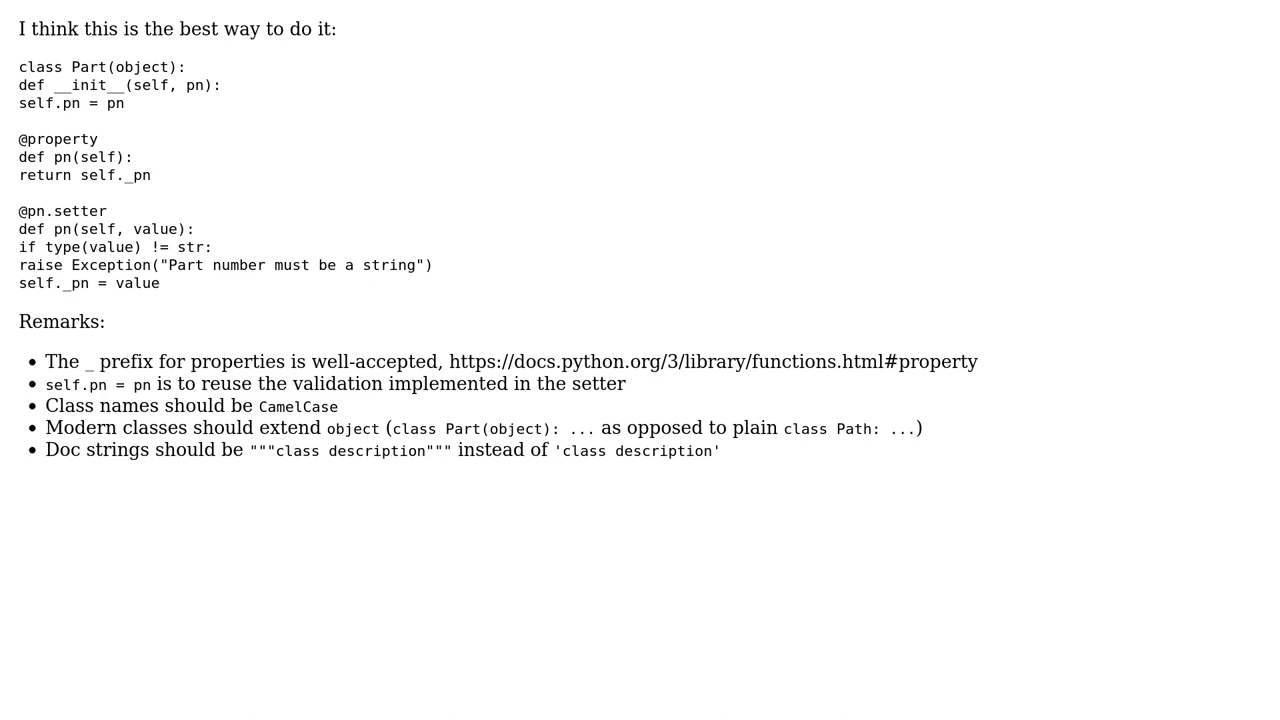 I think this is the best way to do it:
class Part(object):
def __init__(self, pn):
self.pn = pn
@property
def pn(self):
return self._pn
@pn.setter
def pn(self, value):
if type(value) != str:
raise Exception("Part number must be a string")
self._pn = value
Remarks:
• The _ prefix for properties is well-accepted, https://docs.python.org/3/library/functions.html#property
• self.pn = pn is to reuse the validation implemented in the setter
• Class names should be CamelCase
• Modern classes should extend object (class Part(object): ... as opposed to plain class Path: ...)
• Doc strings should be """class description""" instead of 'class description'